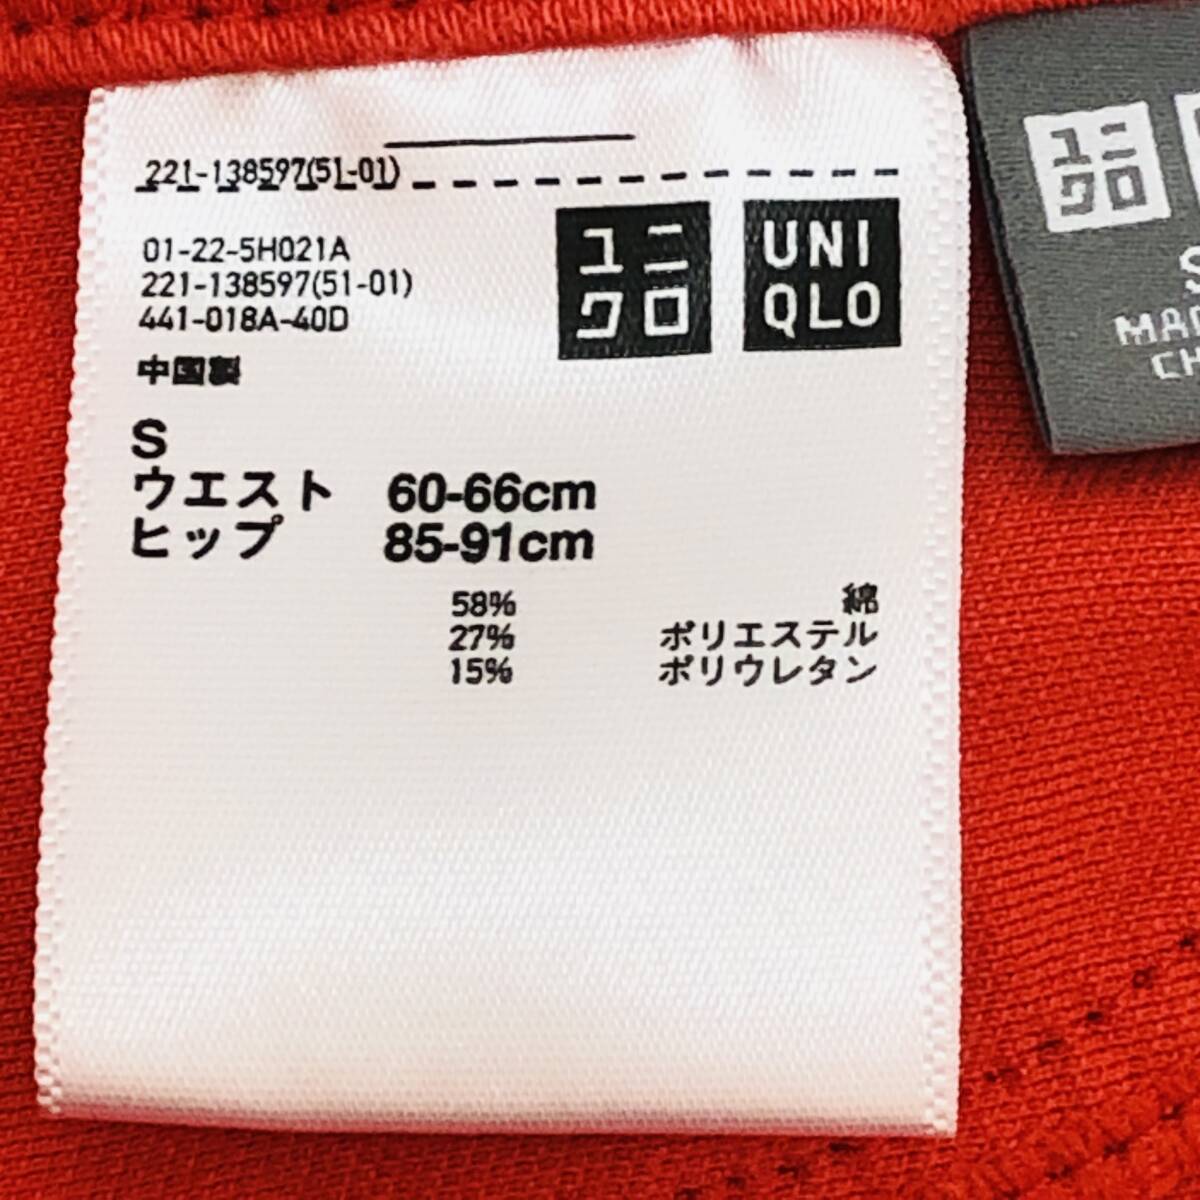 221-138597(51-01)
01-22-5H021A
221-138597(51-01)
441-018A-40D
中国製
ユニ
クロ
UNI
QLO
S
ウエスト 60-66cm
ヒップ 85-91cm
58% 綿
27% ポリエステル
15% ポリウレタン
ユニ
クロ
S